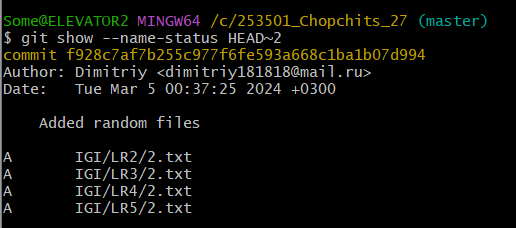 Some@ELEVATOR2 MINGW64 /c/253501_Chopchits_27 (master)
$ git show --name-status HEAD~2
commit f928c7af7b255c977f6fe593a668c1ba1b07d994
Author: Dimitriy <dimitriy181818@mail.ru>
Date:   Tue Mar 5 00:37:25 2024 +0300
    Added random files
A       IGI/LR2/2.txt
A       IGI/LR3/2.txt
A       IGI/LR4/2.txt
A       IGI/LR5/2.txt